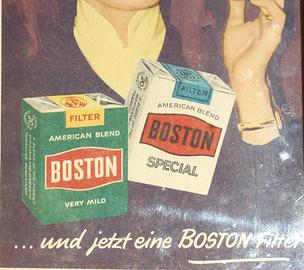 FILTER
AMERICAN BLEND
BOSTON
VERY MILD
FILTER
AMERICAN BLEND
BOSTON
SPECIAL
... und jetzt eine BOSTON Filter